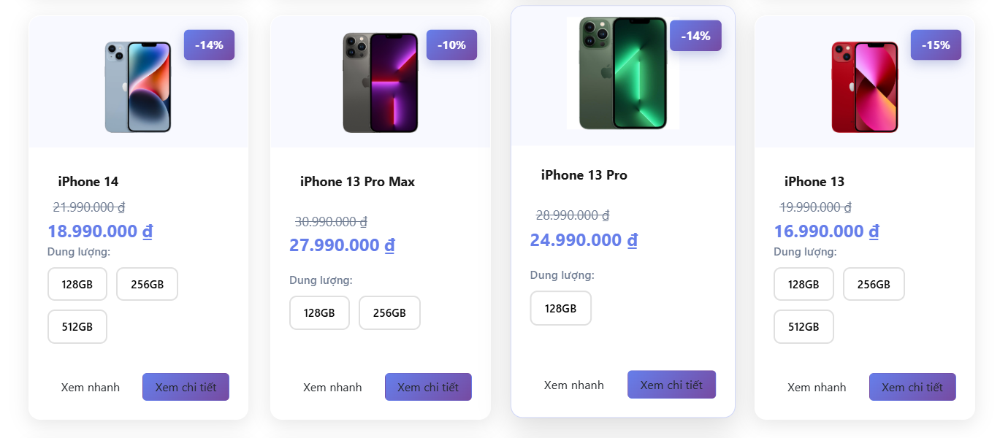 -14%
iPhone 14
21.990.000 ₫
18.990.000 ₫
Dung lượng:
128GB 256GB
512GB
Xem nhanh Xem chi tiết
-10%
iPhone 13 Pro Max
30.990.000 ₫
27.990.000 ₫
Dung lượng:
128GB 256GB
Xem nhanh Xem chi tiết
-14%
iPhone 13 Pro
28.990.000 ₫
24.990.000 ₫
Dung lượng:
128GB
Xem nhanh Xem chi tiết
-15%
iPhone 13
19.990.000 ₫
16.990.000 ₫
Dung lượng:
128GB 256GB
512GB
Xem nhanh Xem chi tiết